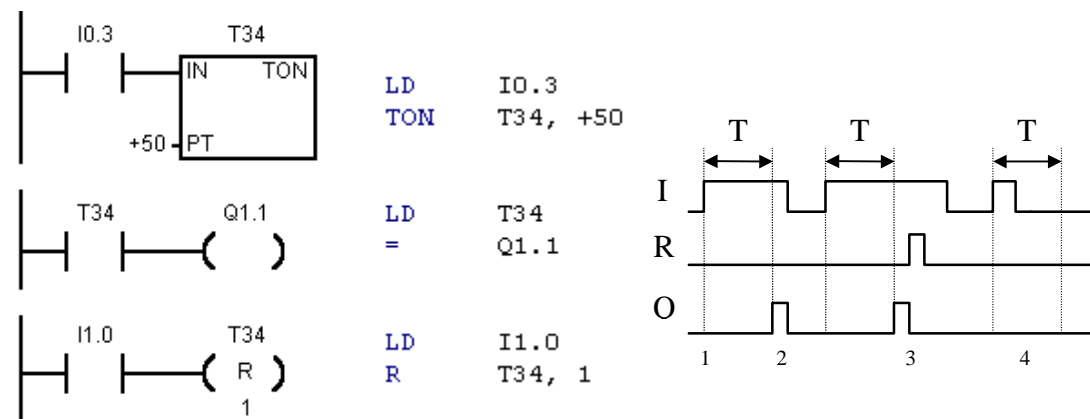 I0.3
T34
IN TON
+50 PT
LD I0.3
TON T34, +50
T34
Q1.1
LD T34
= Q1.1
I1.0
T34
R
1
LD I1.0
R T34, 1
T T T
I
R
O
1 2 3 4